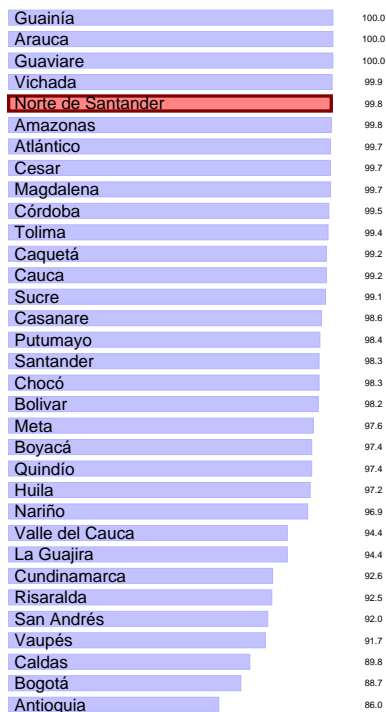 Guainía 100.0
Arauca 100.0
Guaviare 100.0
Vichada 99.9
Norte de Santander 99.8
Amazonas 99.8
Atlántico 99.7
Cesar 99.7
Magdalena 99.7
Córdoba 99.5
Tolima 99.4
Caquetá 99.2
Cauca 99.2
Sucre 99.1
Casanare 98.6
Putumayo 98.4
Santander 98.3
Chocó 98.3
Bolivar 98.2
Meta 97.6
Boyacá 97.4
Quindío 97.4
Huila 97.2
Nariño 96.9
Valle del Cauca 94.4
La Guajira 94.4
Cundinamarca 92.6
Risaralda 92.5
San Andrés 92.0
Vaupés 91.7
Caldas 89.8
Bogotá 88.7
Antioquia 86.0